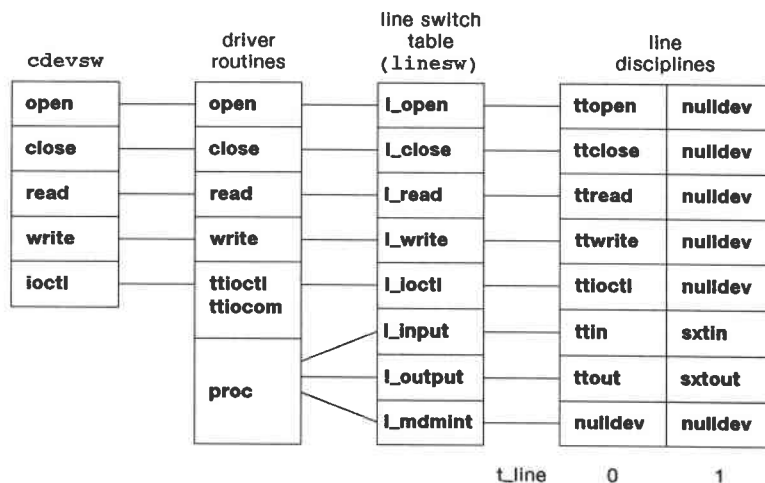 cdevsw
driver
routines
line switch
table
(linesw)
line
disciplines
open open l_open ttopen nulldev
close close l_close ttclose nulldev
read read l_read ttread nulldev
write write l_write ttwrite nulldev
ioctl ttioctl l_ioctl ttioctl nulldev
ttiocom
l_input ttin sxtin
proc l_output ttout sxtout
l_mdmint nulldev nulldev
t_line 0 1